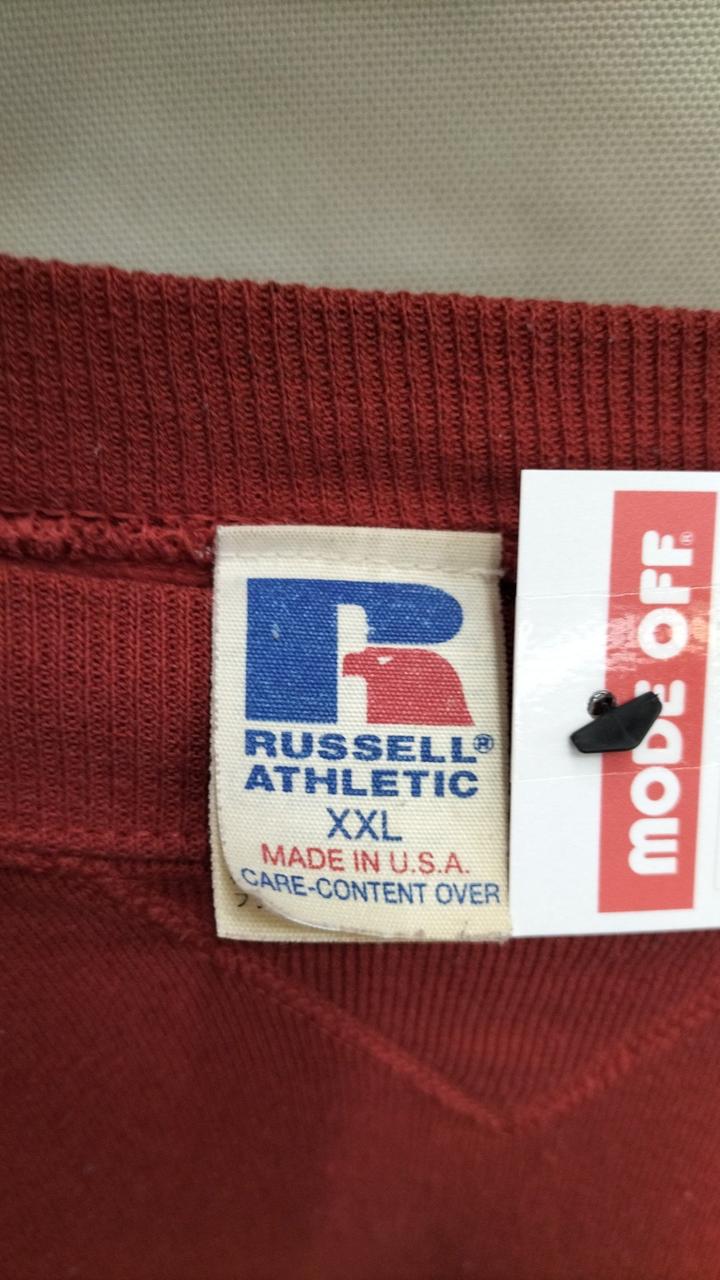 RUSSELL®
ATHLETIC
XXL
MADE IN U.S.A.
CARE-CONTENT OVER
MODE OFF®